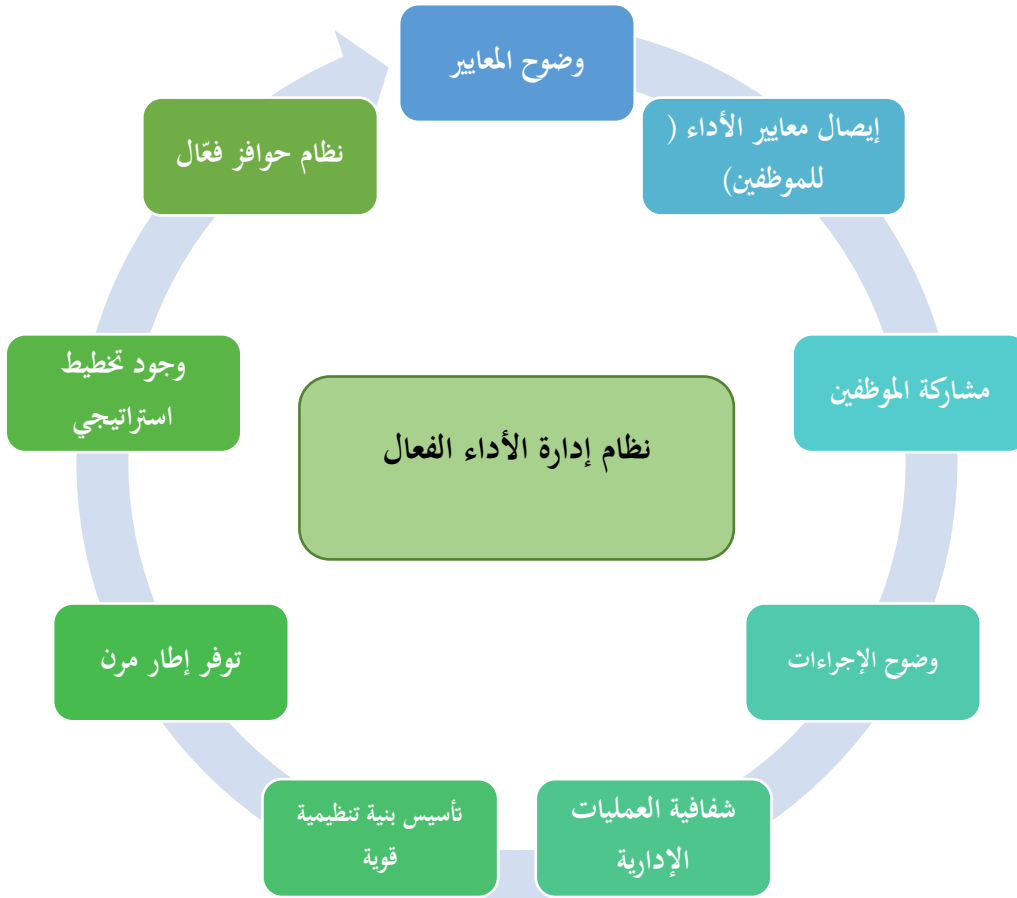 وضوح المعايير
إيصال معايير الأداء (
للموظفين)
مشاركة الموظفين
وضوح الإجراءات
شفافية العمليات
الإدارية
تأسيس بنية تنظيمية
قوية
توفر إطار مرن
وجود تخطيط
استراتيجي
نظام حوافز فعّال
نظام إدارة الأداء الفعال